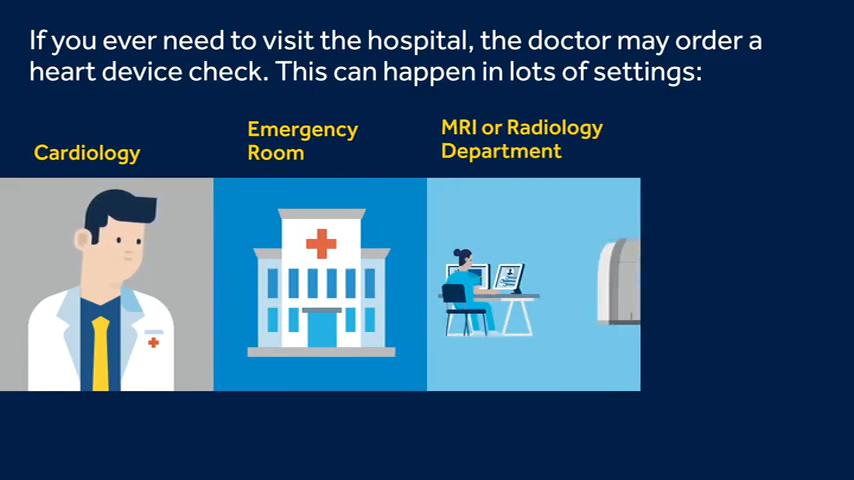 If you ever need to visit the hospital, the doctor may order a
heart device check. This can happen in lots of settings:
Cardiology
Emergency
Room
MRI or Radiology
Department